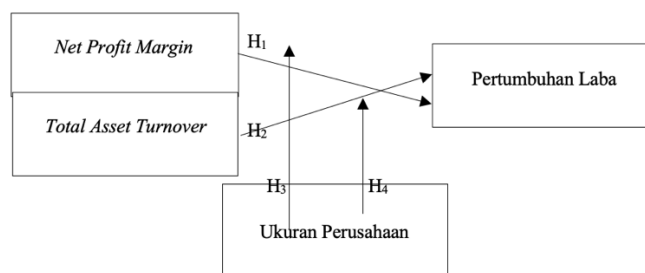 Net Profit Margin
H₁
Pertumbuhan Laba
Total Asset Turnover
H₂
H₃
H₄
Ukuran Perusahaan